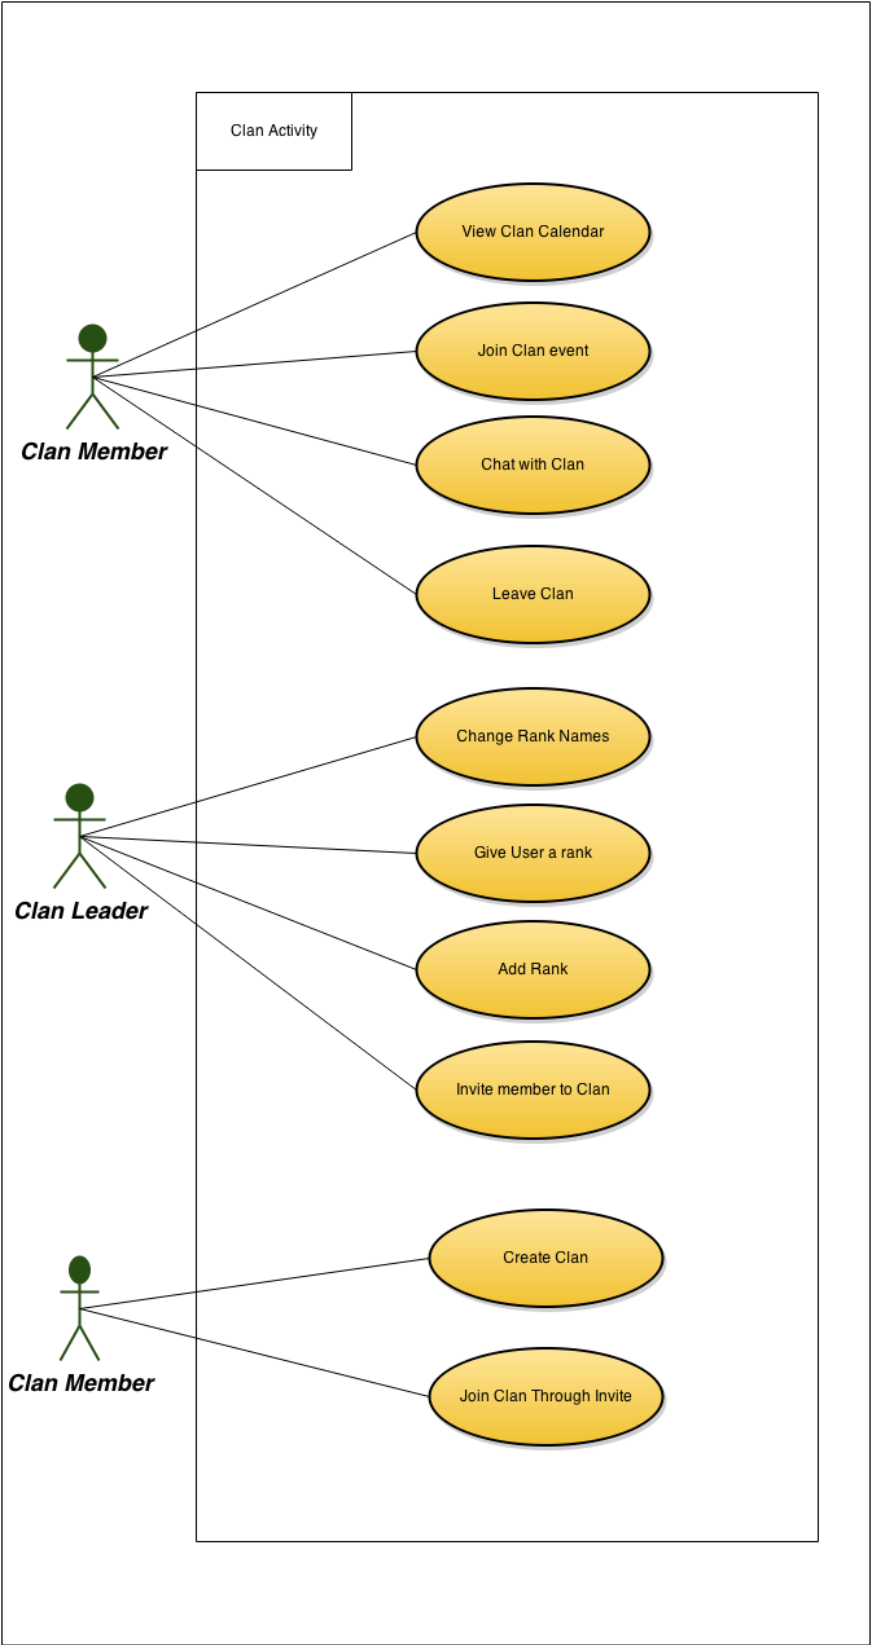 Clan Activity
View Clan Calendar
Join Clan event
Clan Member
Chat with Clan
Leave Clan
Change Rank Names
Give User a rank
Clan Leader
Add Rank
Invite member to Clan
Create Clan
Clan Member
Join Clan Through Invite